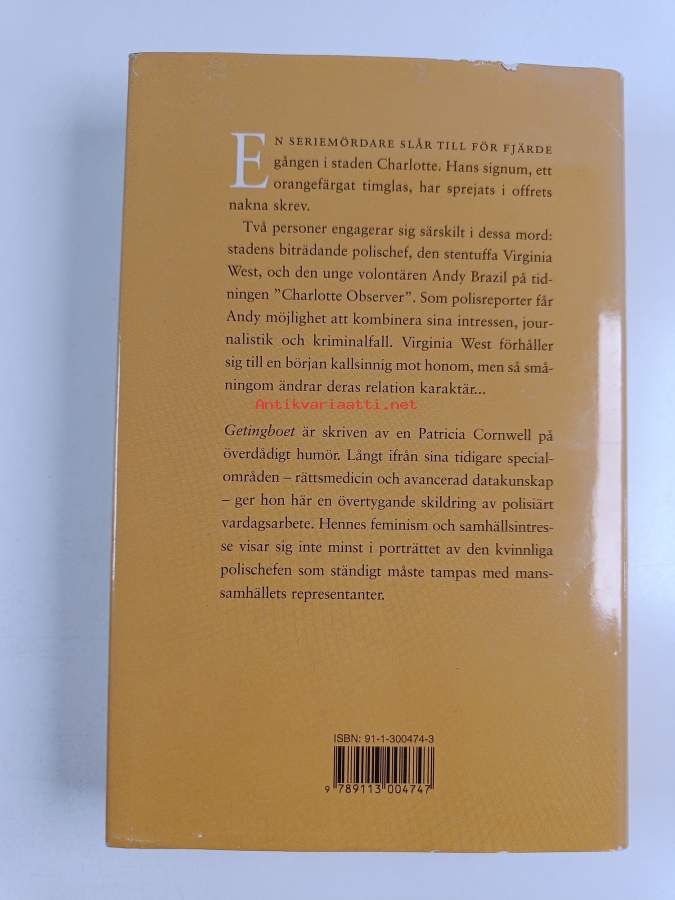 EN SERIEMÖRDARE SLÅR TILL FÖR FJÄRDE
gången i staden Charlotte. Hans signum, ett
orangefärgat timglas, har sprejats i offrets
nakna skrev.
Två personer engagerar sig särskilt i dessa mord:
stadens biträdande polischef, den stentuffa Virginia
West, och den unge volontären Andy Brazil på tid-
ningen ”Charlotte Observer”. Som polisreporter får
Andy möjlighet att kombinera sina intressen, jour-
nalistik och kriminalfall. Virginia West förhåller
sig till en början kallsinnig mot honom, men så små-
ningom ändrar deras relation karaktär...
Antikvariaatti.net
Getingboet är skriven av en Patricia Cornwell på
överdådigt humör. Långt ifrån sina tidigare special-
områden – rättsmedicin och avancerad datakunskap
– ger hon här en övertygande skildring av polisiärt
vardagsarbete. Hennes feminism och samhällsintres-
se visar sig inte minst i porträttet av den kvinnliga
polischefen som ständigt måste tampas med mans-
samhällets representanter.
ISBN: 91-1-300474-3
9 789113 004747